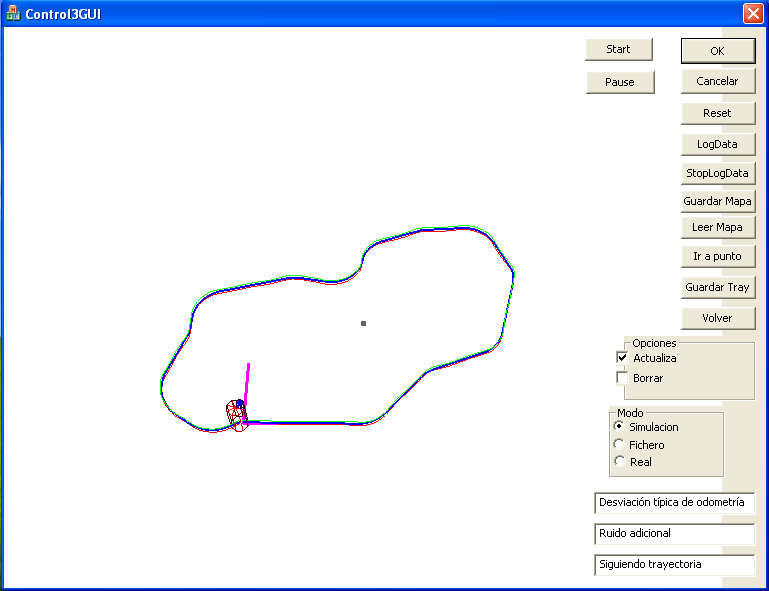 Control3GUI
Start
OK
Pause
Cancelar
Reset
LogData
StopLogData
Guardar Mapa
Leer Mapa
Ir a punto
Guardar Tray
Volver
Opciones
Actualiza
Borrar
Modo
Simulacion
Fichero
Real
Desviación típica de odometría
Ruido adicional
Siguiendo trayectoria